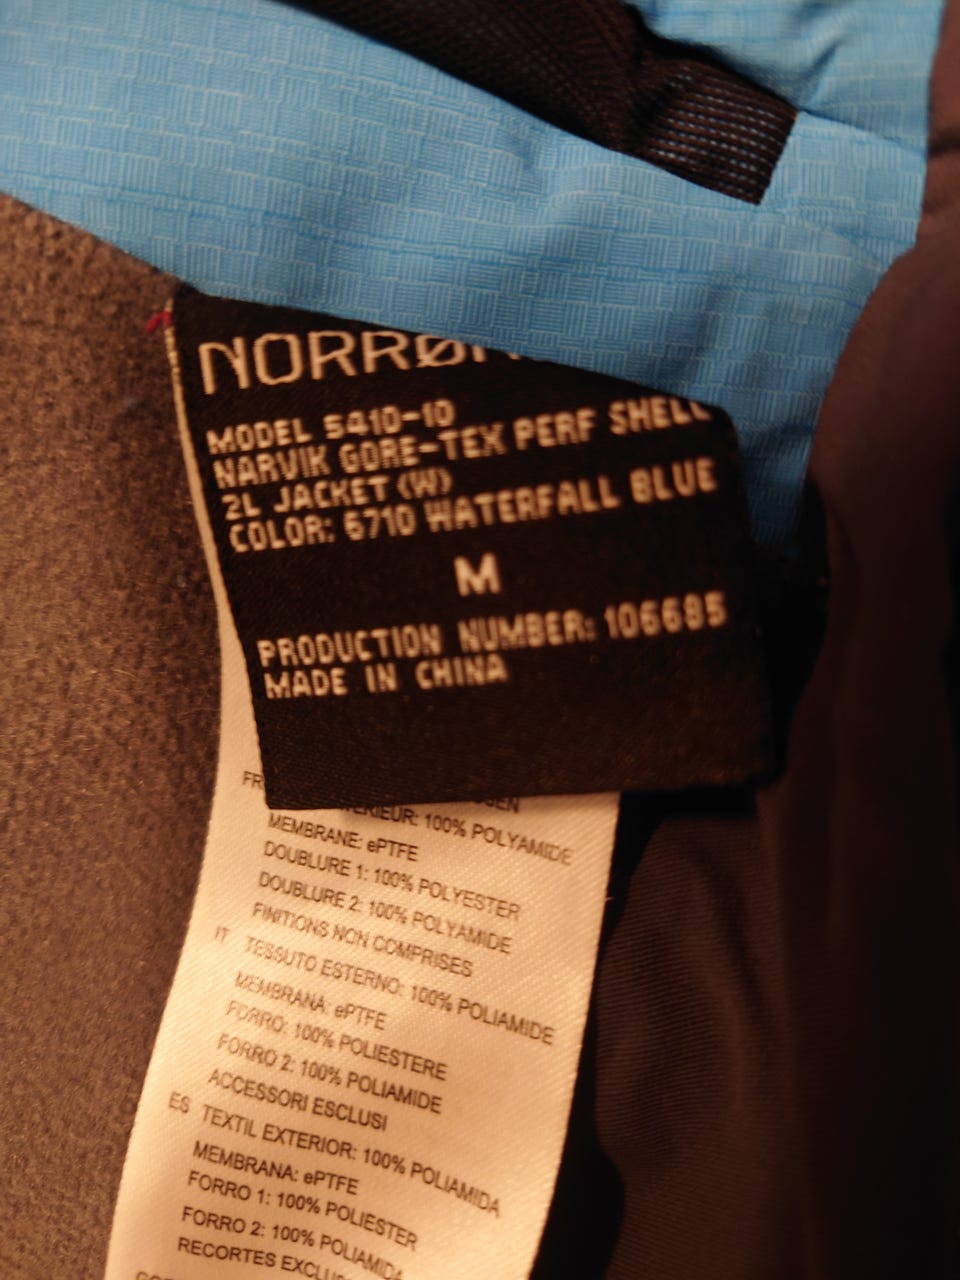 NORRØN
MODEL 5410-10
NARVIK GORE-TEX PERF SHELL
2L JACKET (W)
COLOR: 6710 WATERFALL BLUE
M
PRODUCTION NUMBER: 106685
MADE IN CHINA
FR
100% POLYAMIDE
MEMBRANE: ePTFE
DOUBLURE 1: 100% POLYESTER
DOUBLURE 2: 100% POLYAMIDE
FINITIONS NON COMPRISES
IT TESSUTO ESTERNO: 100% POLIAMIDE
MEMBRANA: ePTFE
FORRO: 100% POLIESTERE
FORRO 2: 100% POLIAMIDE
ACCESSORI ESCLUSI
ES TEXTIL EXTERIOR: 100% POLIAMIDA
MEMBRANA: ePTFE
FORRO 1: 100% POLIESTER
FORRO 2: 100% POLIAMIDA
RECORTES